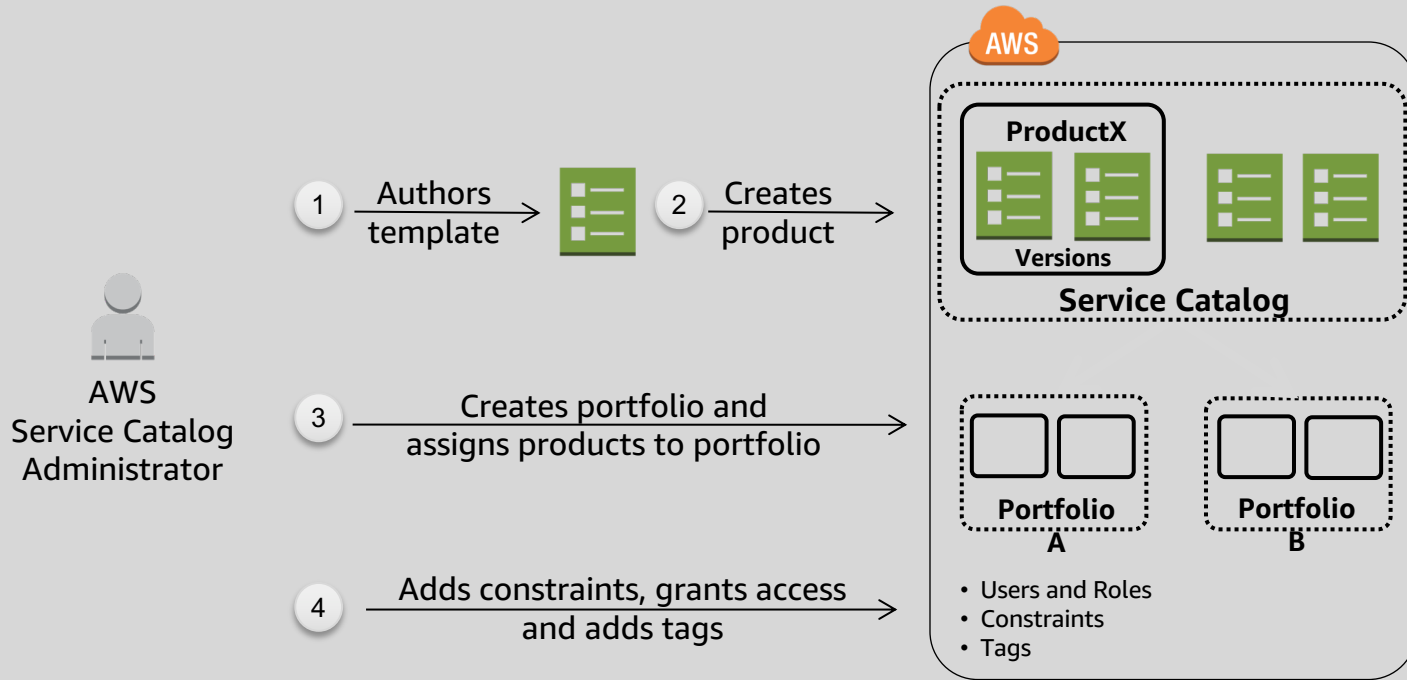 AWS
ProductX
Versions
Service Catalog
1
Authors
template
2
Creates
product
AWS
Service Catalog
Administrator
3
Creates portfolio and
assigns products to portfolio
Portfolio
A
Portfolio
B
4
Adds constraints, grants access
and adds tags
• Users and Roles
• Constraints
• Tags